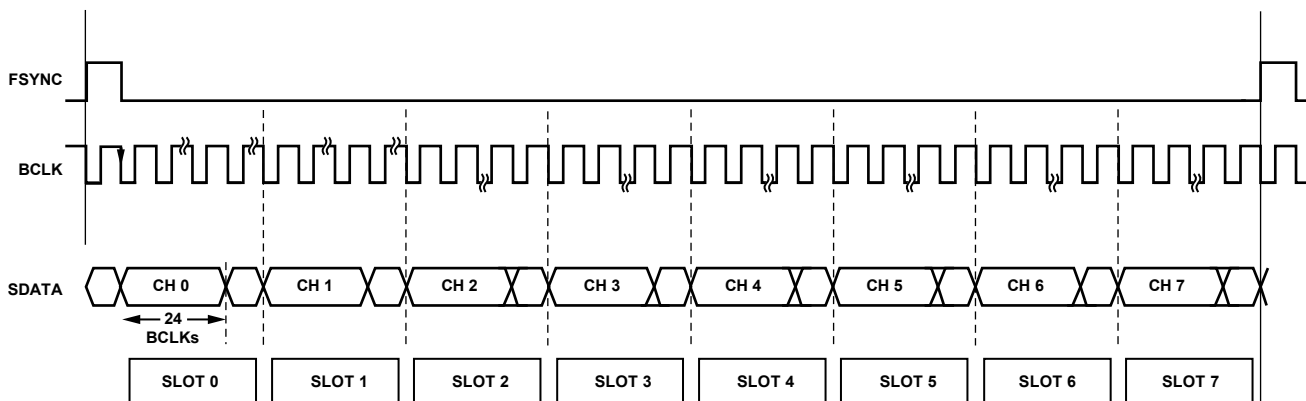 FSYNC
BCLK
SDATA
CH 0
CH 1
CH 2
CH 3
CH 4
CH 5
CH 6
CH 7
24
BCLKs
SLOT 0
SLOT 1
SLOT 2
SLOT 3
SLOT 4
SLOT 5
SLOT 6
SLOT 7